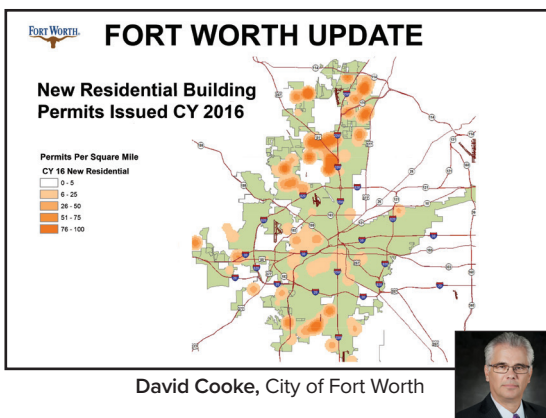 FORT WORTH®
FORT WORTH UPDATE
New Residential Building
Permits Issued CY 2016
Permits Per Square Mile
CY 16 New Residential
0 - 5
6 - 25
26 - 50
51 - 75
76 - 100
David Cooke, City of Fort Worth